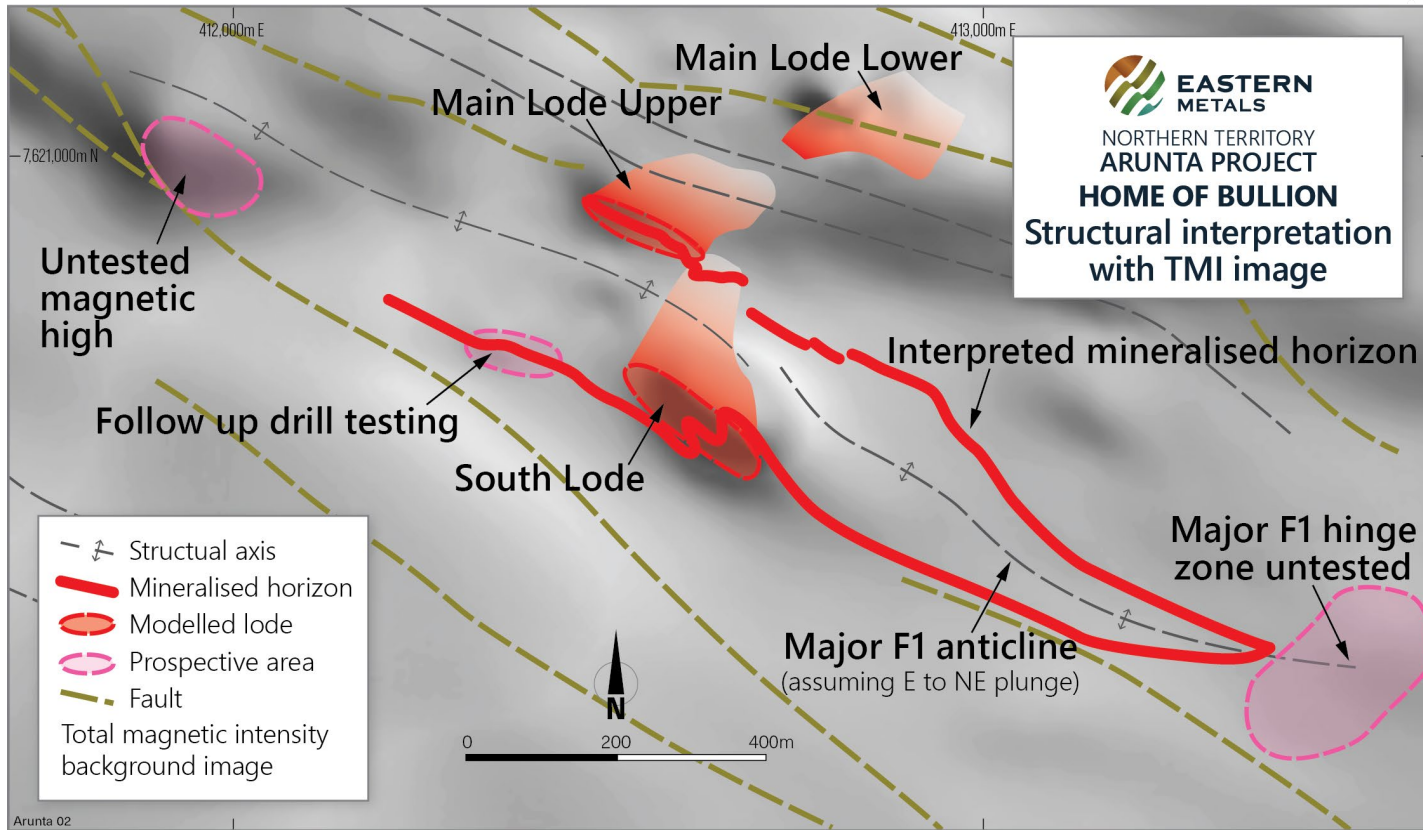 412,000m E
413,000m E
7,621,000m N
Main Lode Lower
Main Lode Upper
EASTERN
METALS
NORTHERN TERRITORY
ARUNTA PROJECT
HOME OF BULLION
Structural interpretation
with TMI image
Untested
magnetic
high
Interpreted mineralised horizon
Follow up drill testing
South Lode
Major F1 hinge
zone untested
Major F1 anticline
(assuming E to NE plunge)
Structual axis
Mineralised horizon
Modelled lode
Prospective area
Fault
Total magnetic intensity
background image
N
0 200 400m
Arunta 02